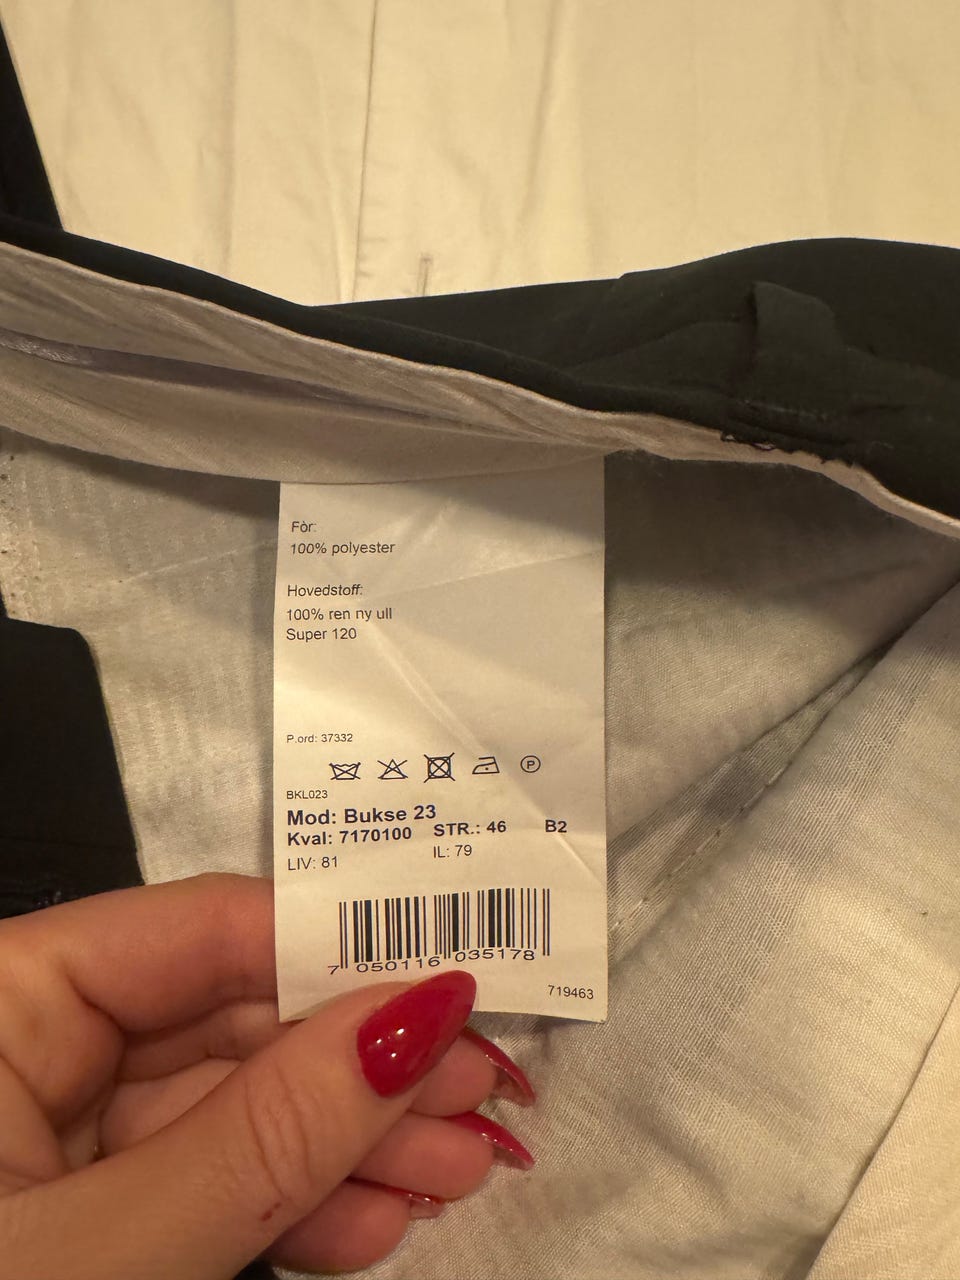 Fòr:
100% polyester
Hovedstoff:
100% ren ny ull
Super 120
P.ord: 37332
P
BKL023
Mod: Bukse 23
Kval: 7170100 STR.: 46 B2
LIV: 81 IL: 79
7 050116 035178
719463